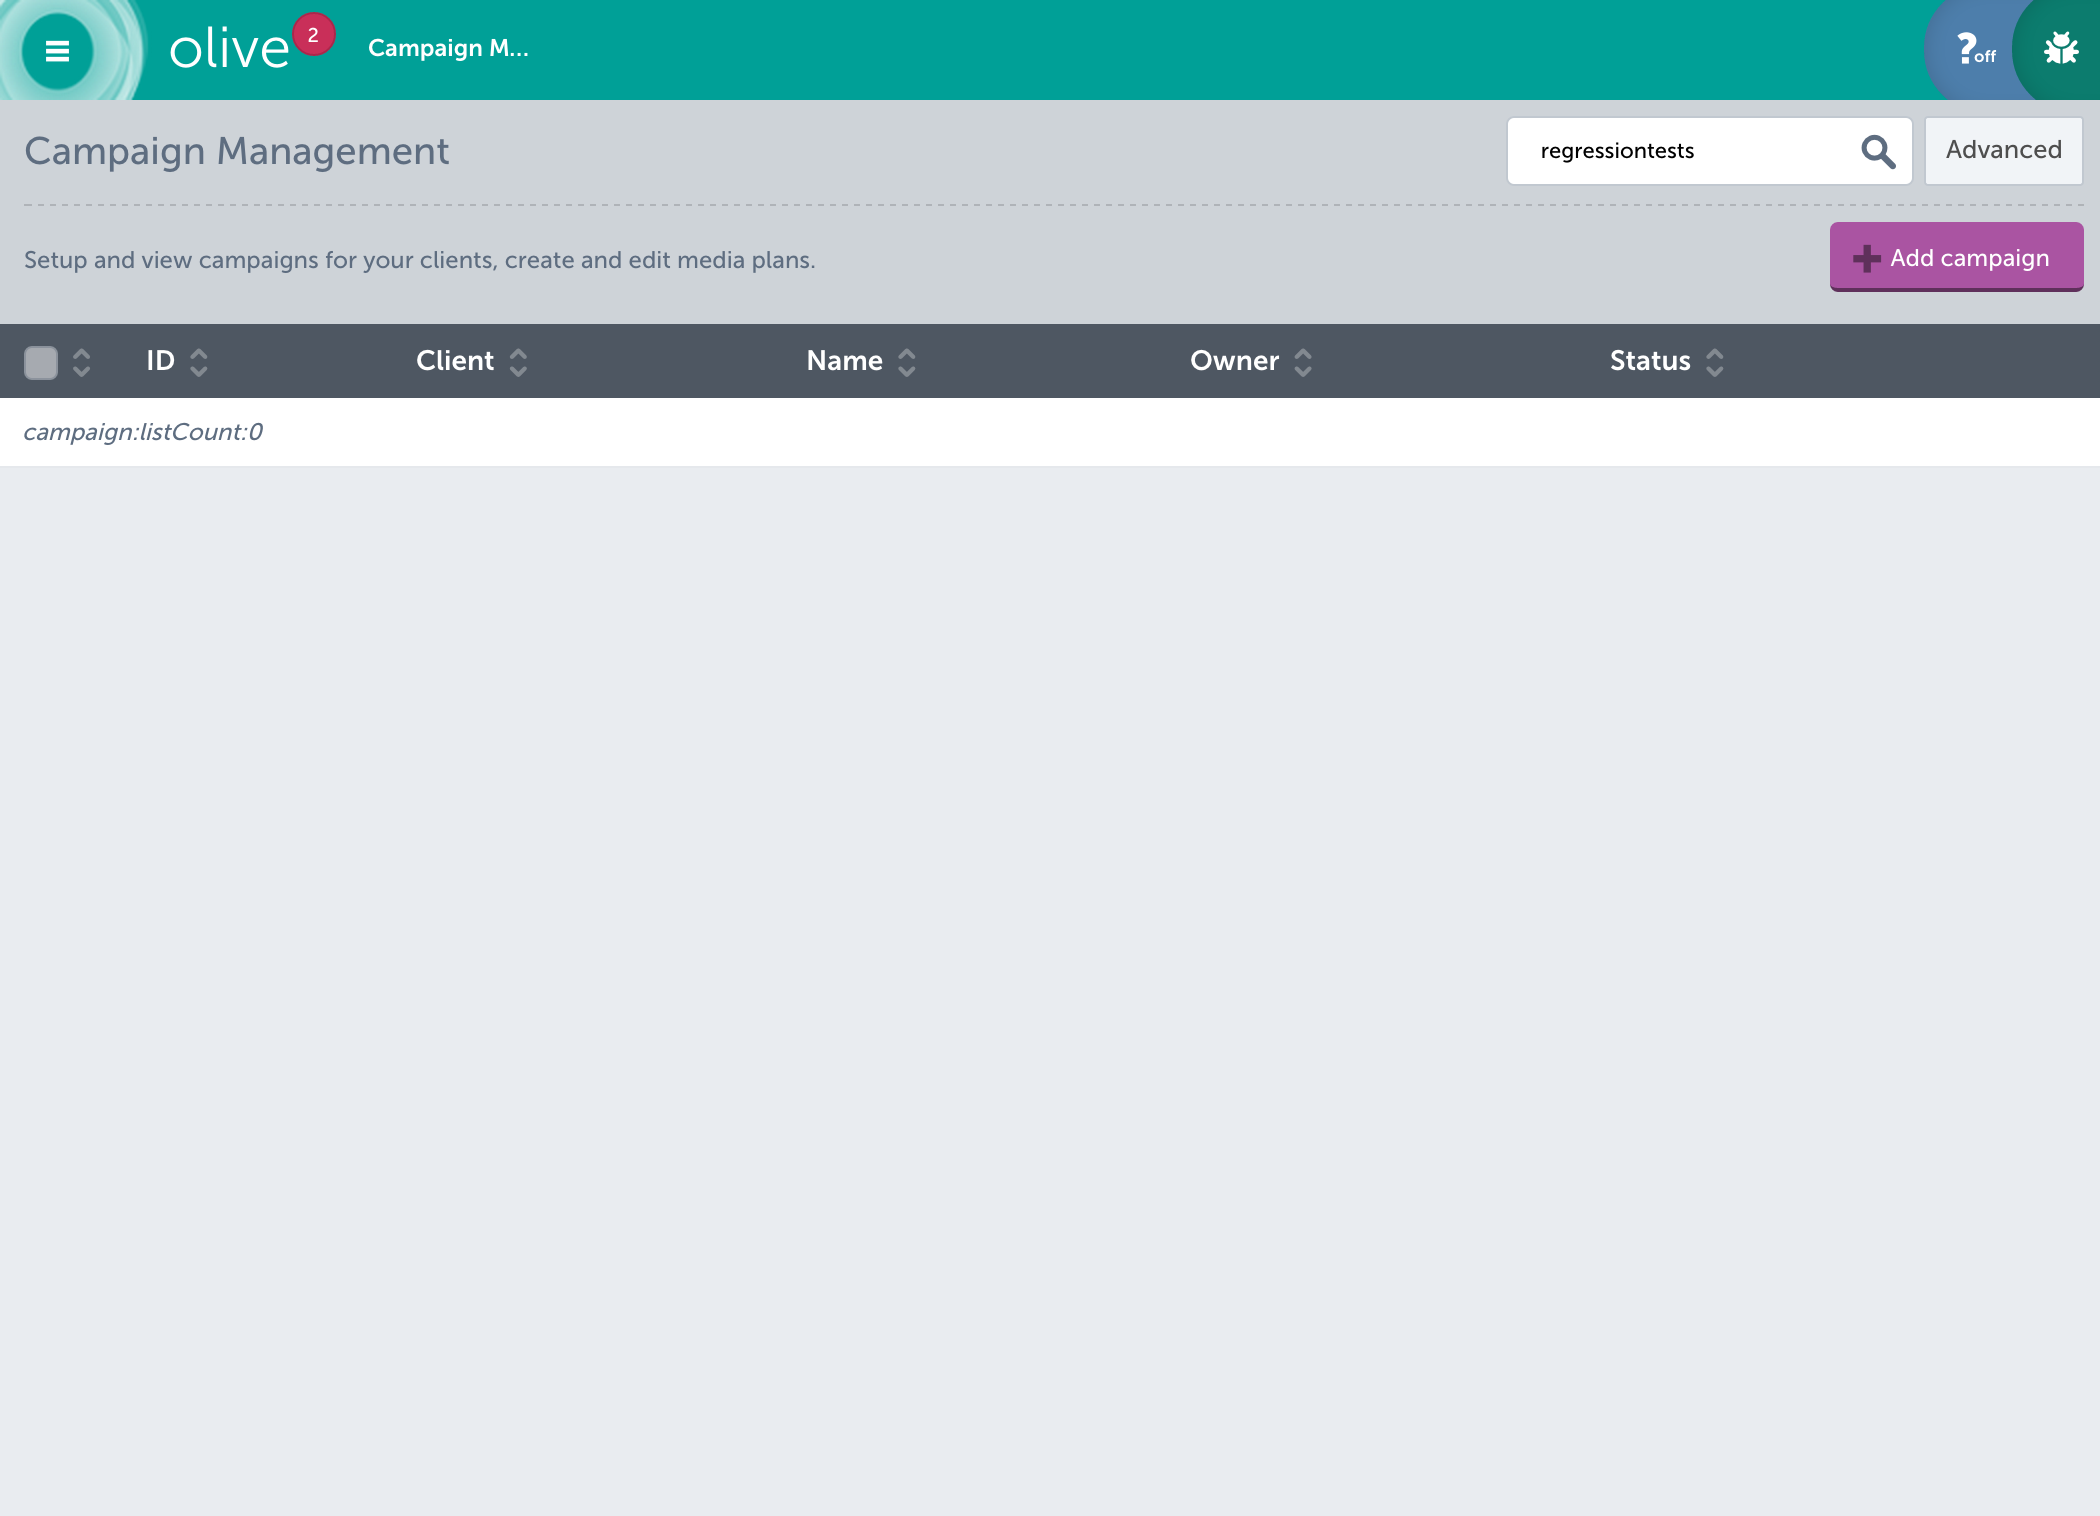 olive 2 Campaign M... ?off
Campaign Management regressiontests Advanced
Setup and view campaigns for your clients, create and edit media plans. Add campaign
ID Client Name Owner Status
campaign:listCount:0